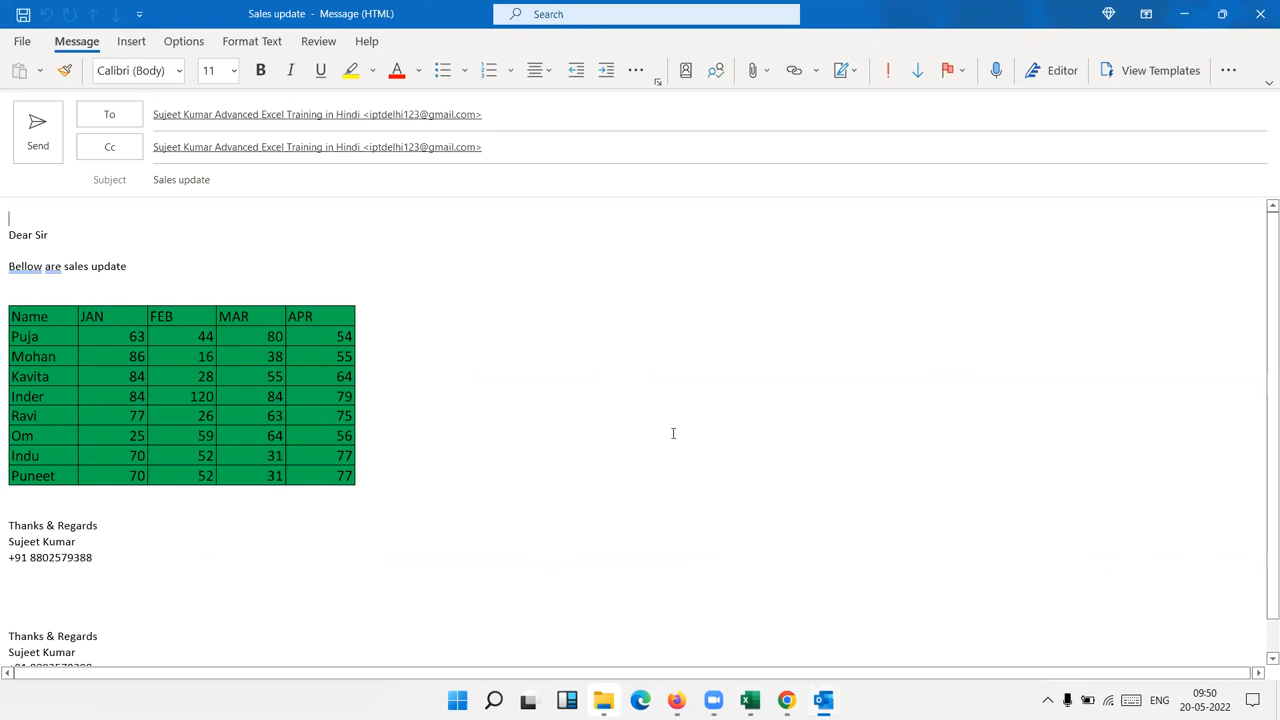 Sales update - Message (HTML)
Search
File Message Insert Options Format Text Review Help
Calibri (Body) 11 B I U A Editor View Templates
Send
To Sujeet Kumar Advanced Excel Training in Hindi <iptdelhi123@gmail.com>
Cc Sujeet Kumar Advanced Excel Training in Hindi <iptdelhi123@gmail.com>
Subject Sales update
Dear Sir
Bellow are sales update
Name JAN FEB MAR APR
Puja 63 44 80 54
Mohan 86 16 38 55
Kavita 84 28 55 64
Inder 84 120 84 79
Ravi 77 26 63 75
Om 25 59 64 56
Indu 70 52 31 77
Puneet 70 52 31 77
Thanks & Regards
Sujeet Kumar
+91 8802579388
Thanks & Regards
Sujeet Kumar
+91 8802579388
ENG 09:50
20-05-2022